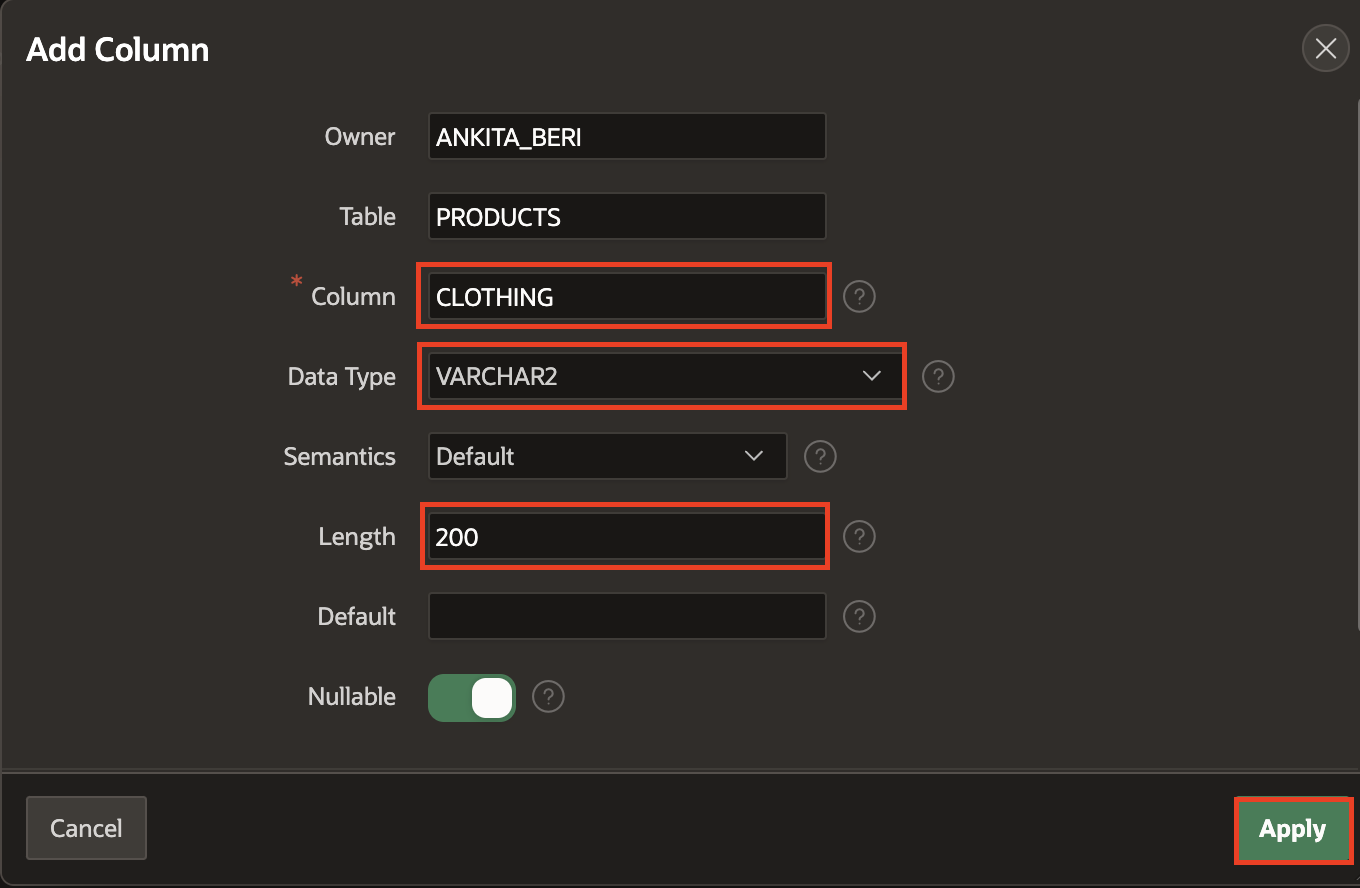 Add Column
Owner ANKITA_BERI
Table PRODUCTS
* Column CLOTHING ?
Data Type VARCHAR2 ?
Semantics Default ?
Length 200 ?
Default ?
Nullable ?
Cancel Apply